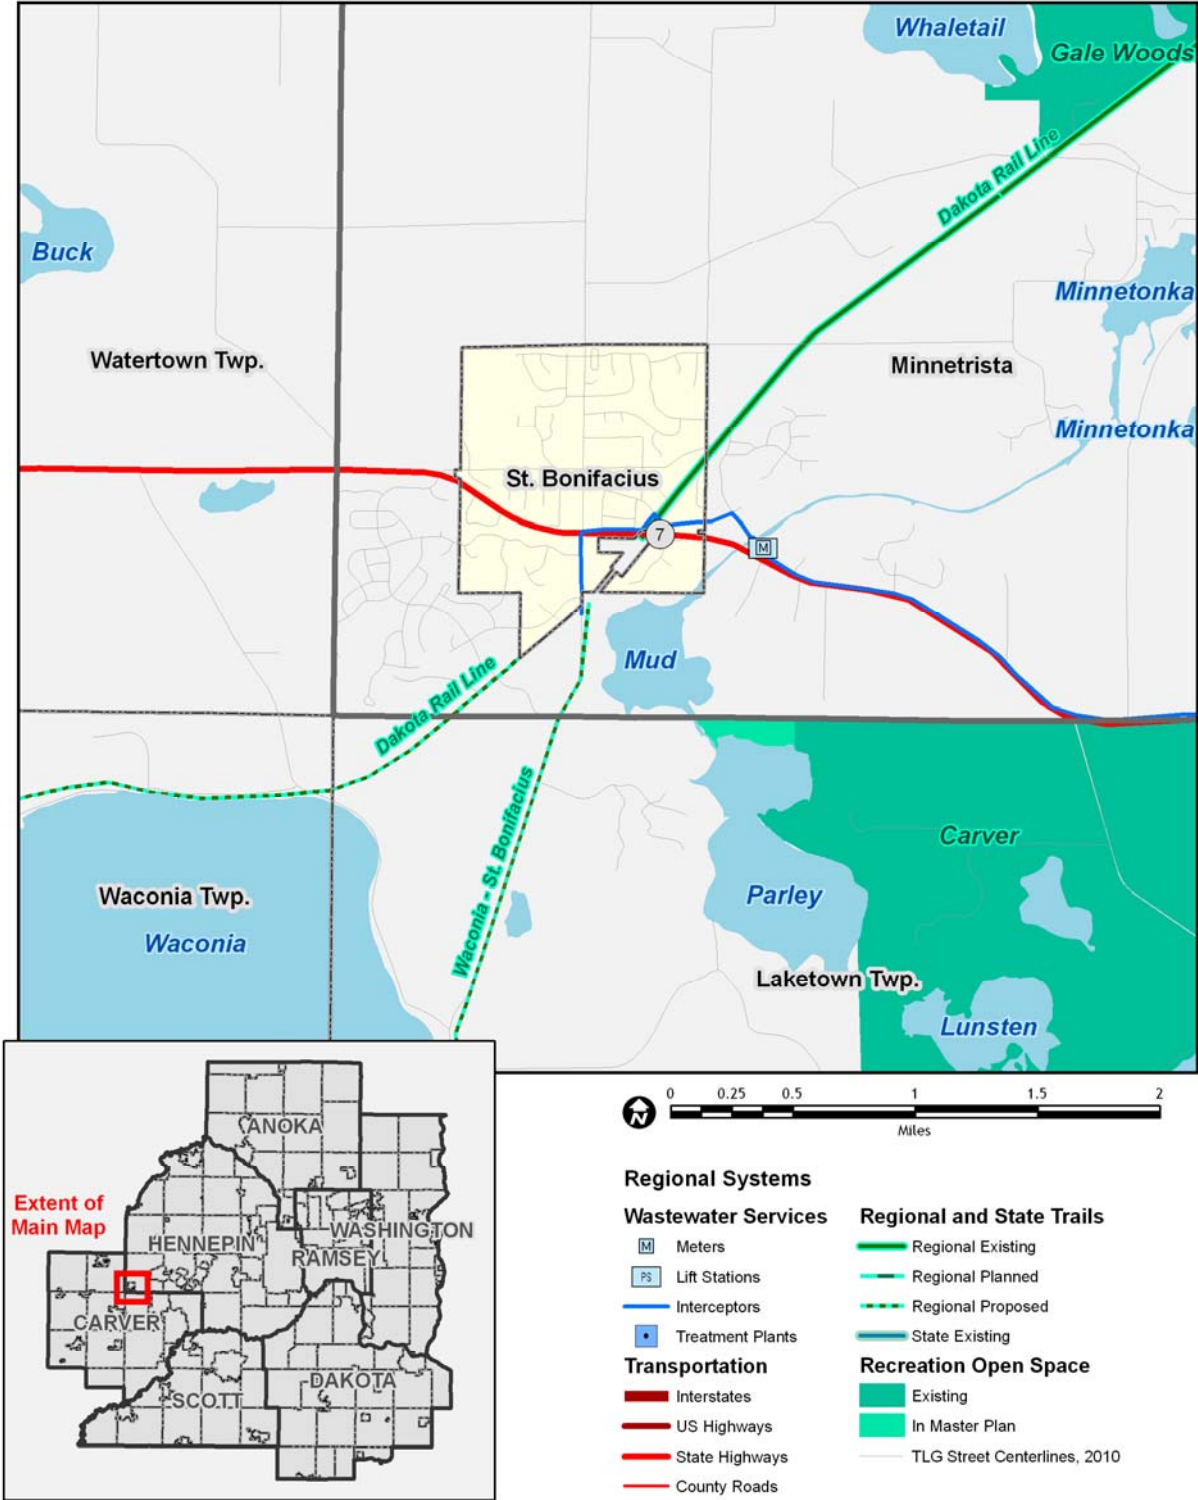 Whaletail
Gale Woods
Dakota Rail Line
Buck
Minnetonka
Watertown Twp.
Minnetrista
Minnetonka
St. Bonifacius
7
M
Mud
Dakota Rail Line
Waconia - St. Bonifacius
Carver
Waconia Twp.
Parley
Waconia
Laketown Twp.
Lunsten
Extent of
Main Map
ANOKA
HENNEPIN
WASHINGTON
RAMSEY
CARVER
SCOTT
DAKOTA
N
0 0.25 0.5 1 1.5 2
Miles
Regional Systems
Wastewater Services
M Meters
PS Lift Stations
Interceptors
Treatment Plants
Transportation
Interstates
US Highways
State Highways
County Roads
Regional and State Trails
Regional Existing
Regional Planned
Regional Proposed
State Existing
Recreation Open Space
Existing
In Master Plan
TLG Street Centerlines, 2010